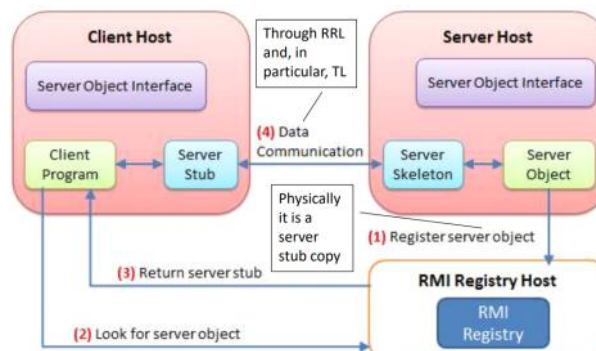 Client Host
Server Object Interface
Client
Program
Server
Stub
Through RRL
and, in
particular, TL
(4) Data
Communication
Server Host
Server Object Interface
Server
Skeleton
Server
Object
Physically
it is a
server
stub copy
(1) Register server object
(3) Return server stub
(2) Look for server object
RMI Registry Host
RMI
Registry